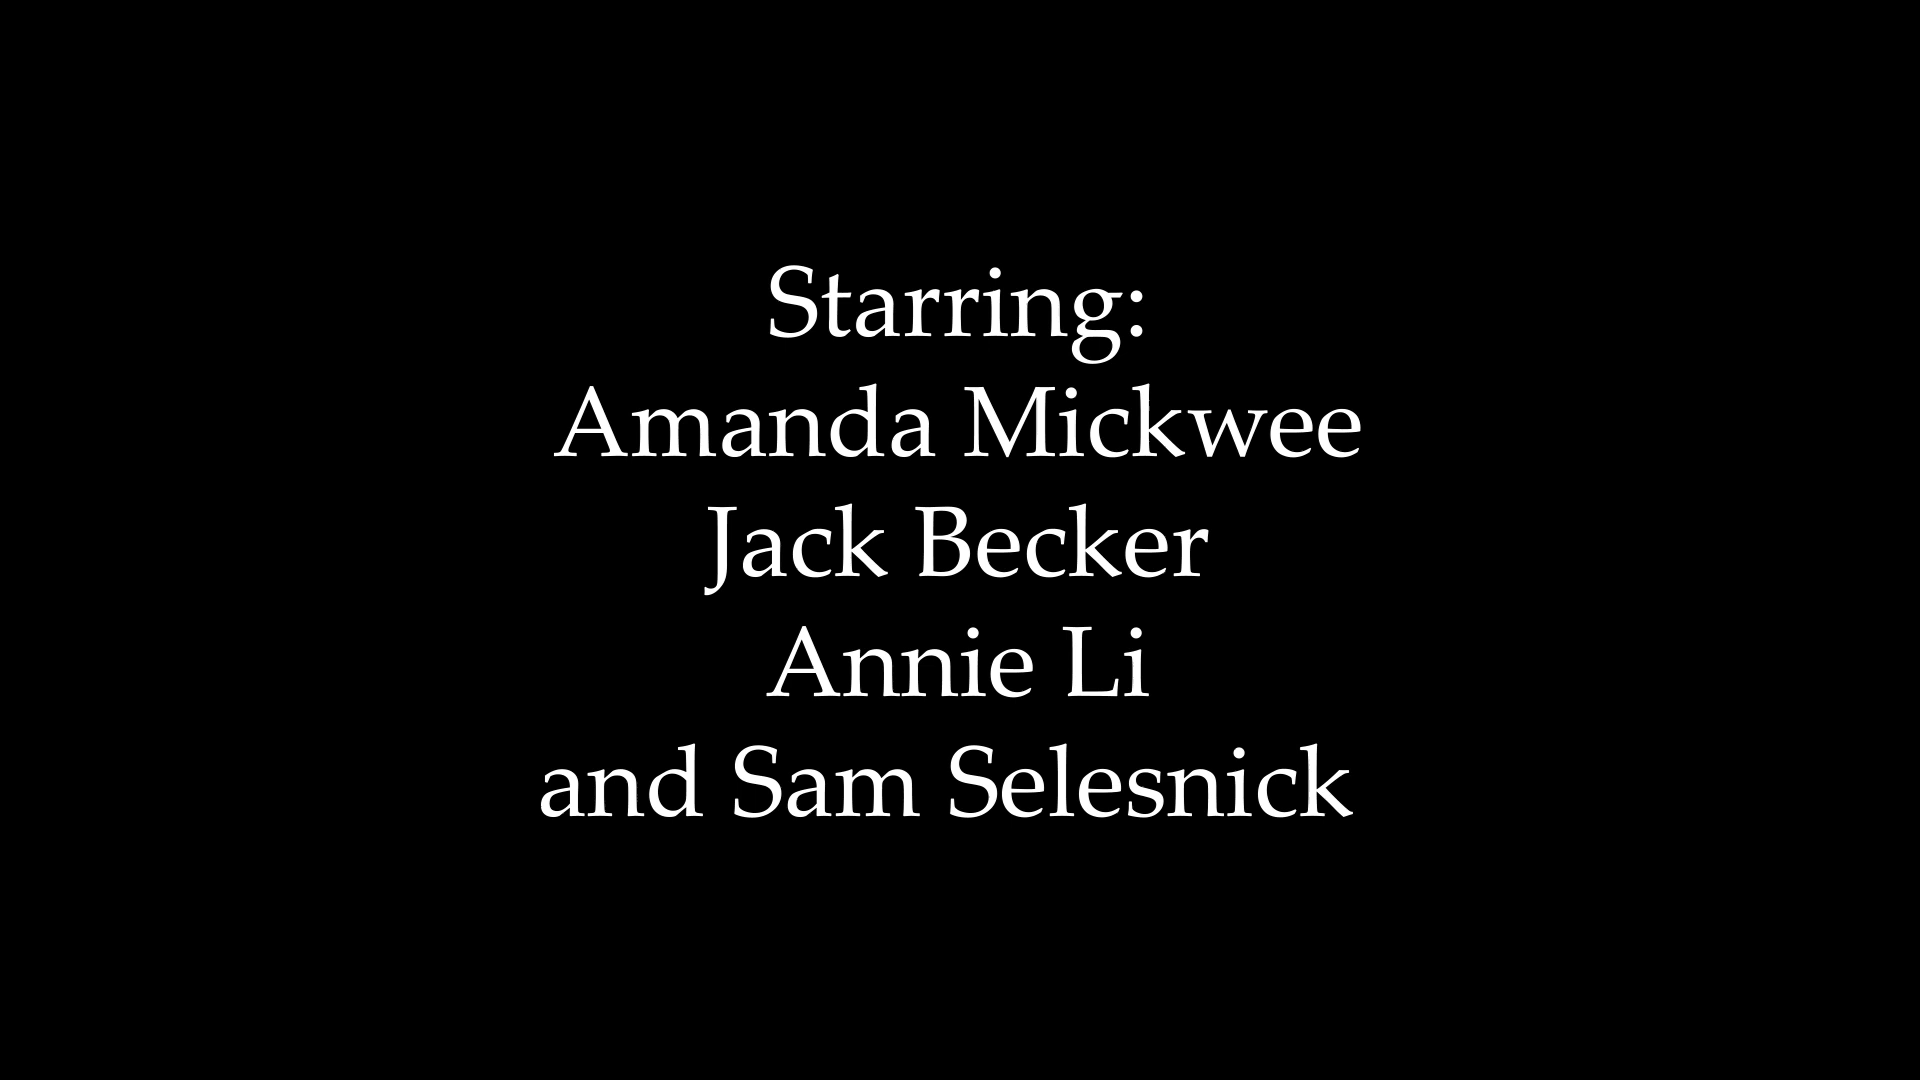 Starring:
Amanda Mickwee
Jack Becker
Annie Li
and Sam Selesnick